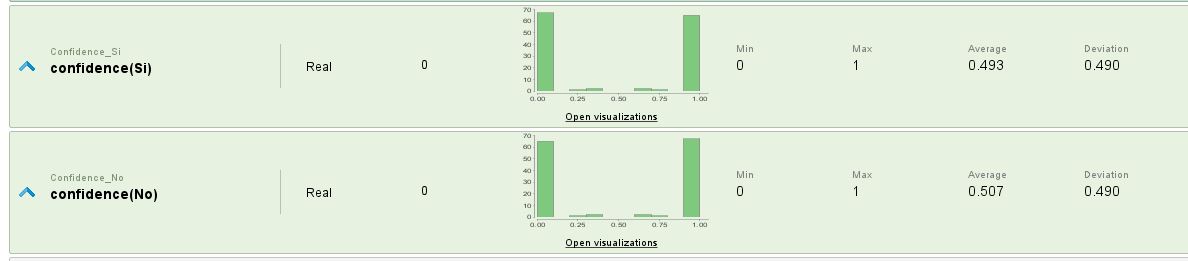 Confidence_Si
confidence(Si)
Real
0
70
60
50
40
30
20
10
0
0.00 0.25 0.50 0.75 1.00
Open visualizations
Min Max Average Deviation
0 1 0.493 0.490
Confidence_No
confidence(No)
Real
0
70
60
50
40
30
20
10
0
0.00 0.25 0.50 0.75 1.00
Open visualizations
Min Max Average Deviation
0 1 0.507 0.490